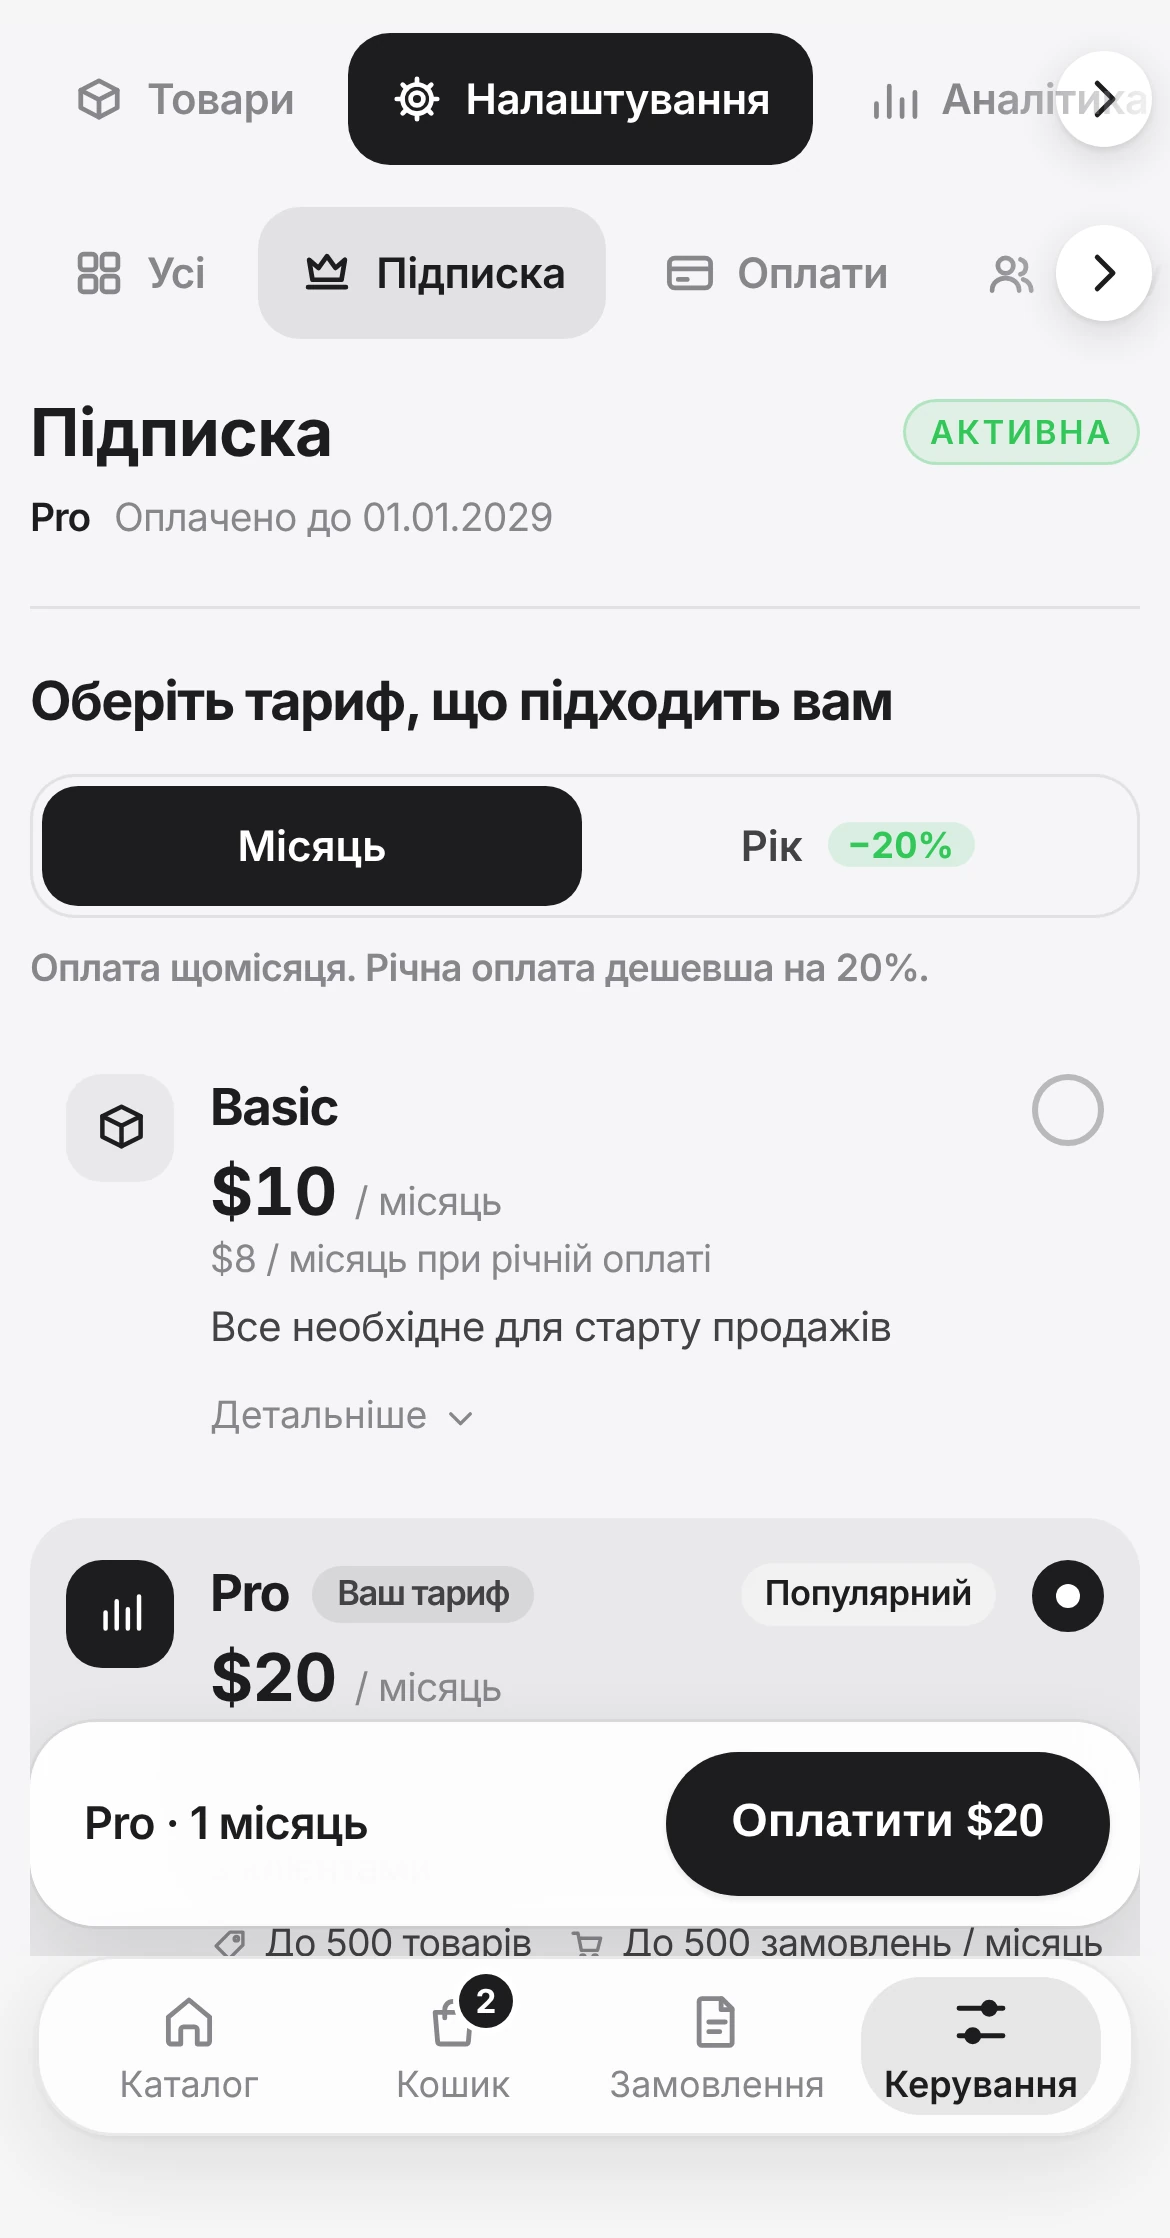 Товари
Налаштування
Аналітика
Усі
Підписка
Оплати
Підписка
АКТИВНА
Pro Оплачено до 01.01.2029
Оберіть тариф, що підходить вам
Місяць
Рік −20%
Оплата щомісяця. Річна оплата дешевша на 20%.
Basic
$10 / місяць
$8 / місяць при річній оплаті
Все необхідне для старту продажів
Детальніше
Pro Ваш тариф Популярний
$20 / місяць
Pro · 1 місяць
Оплатити $20
з клієнтами
До 500 товарів До 500 замовлень / місяць
2
Каталог
Кошик
Замовлення
Керування